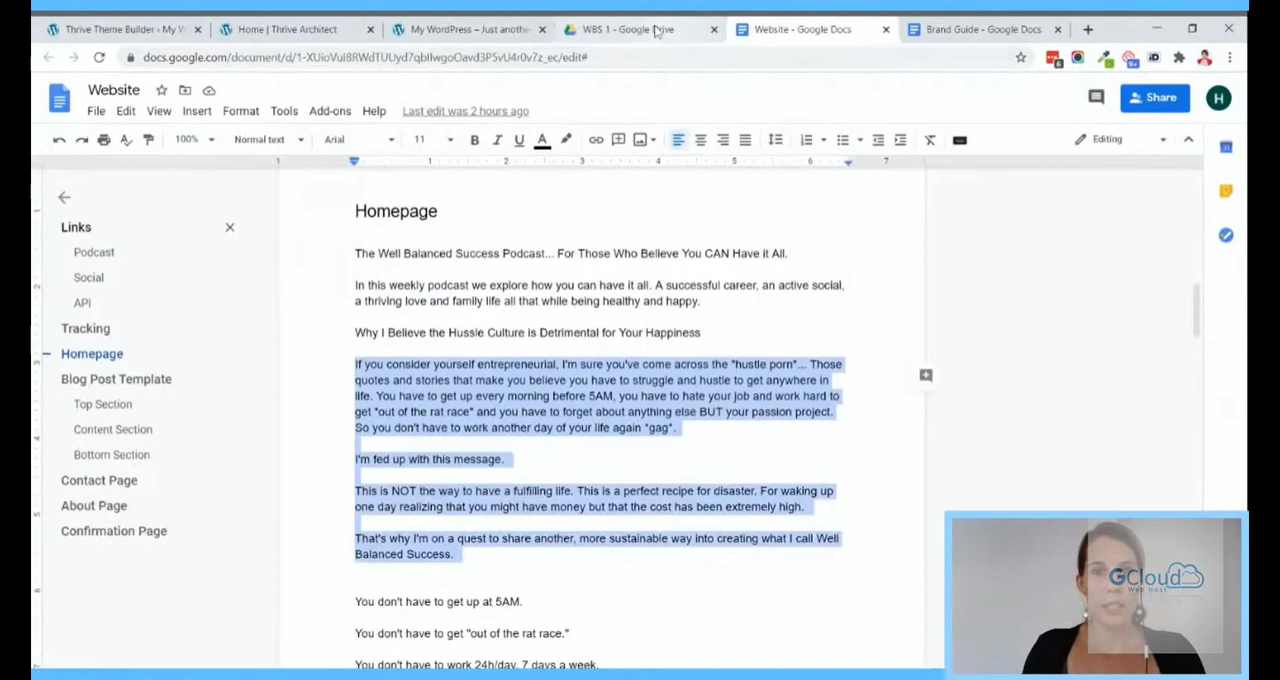 Thrive Theme Builder ‹ My W
Home | Thrive Architect
My WordPress – Just anothe
WBS 1 - Google Drive
Website - Google Docs
Brand Guide - Google Docs
docs.google.com/document/d/
Website
File Edit View Insert Format Tools Add-ons Help Last edit was 2 hours ago
Share
H
100% Normal text Arial 11 B I U A Editing
1 1 2 3 4 5 6 7
Links
Podcast
Social
API
Tracking
Homepage
Blog Post Template
Top Section
Content Section
Bottom Section
Contact Page
About Page
Confirmation Page
Homepage
The Well Balanced Success Podcast... For Those Who Believe You CAN Have it All.
In this weekly podcast we explore how you can have it all. A successful career, an active social,
a thriving love and family life all that while being healthy and happy.
Why I Believe the Hussle Culture is Detrimental for Your Happiness
If you consider yourself entrepreneurial, I'm sure you've come across the "hustle porn"... Those
quotes and stories that make you believe you have to struggle and hustle to get anywhere in
life. You have to get up every morning before 5AM, you have to hate your job and work hard to
get "out of the rat race" and you have to forget about anything else BUT your passion project.
So you don't have to work another day of your life again *gag*.
I'm fed up with this message.
This is NOT the way to have a fulfilling life. This is a perfect recipe for disaster. For waking up
one day realizing that you might have money but that the cost has been extremely high.
That's why I'm on a quest to share another, more sustainable way into creating what I call Well
Balanced Success.
You don't have to get up at 5AM.
You don't have to get "out of the rat race."
You don't have to work 24h/day, 7 days a week.
GCloud
Web Host